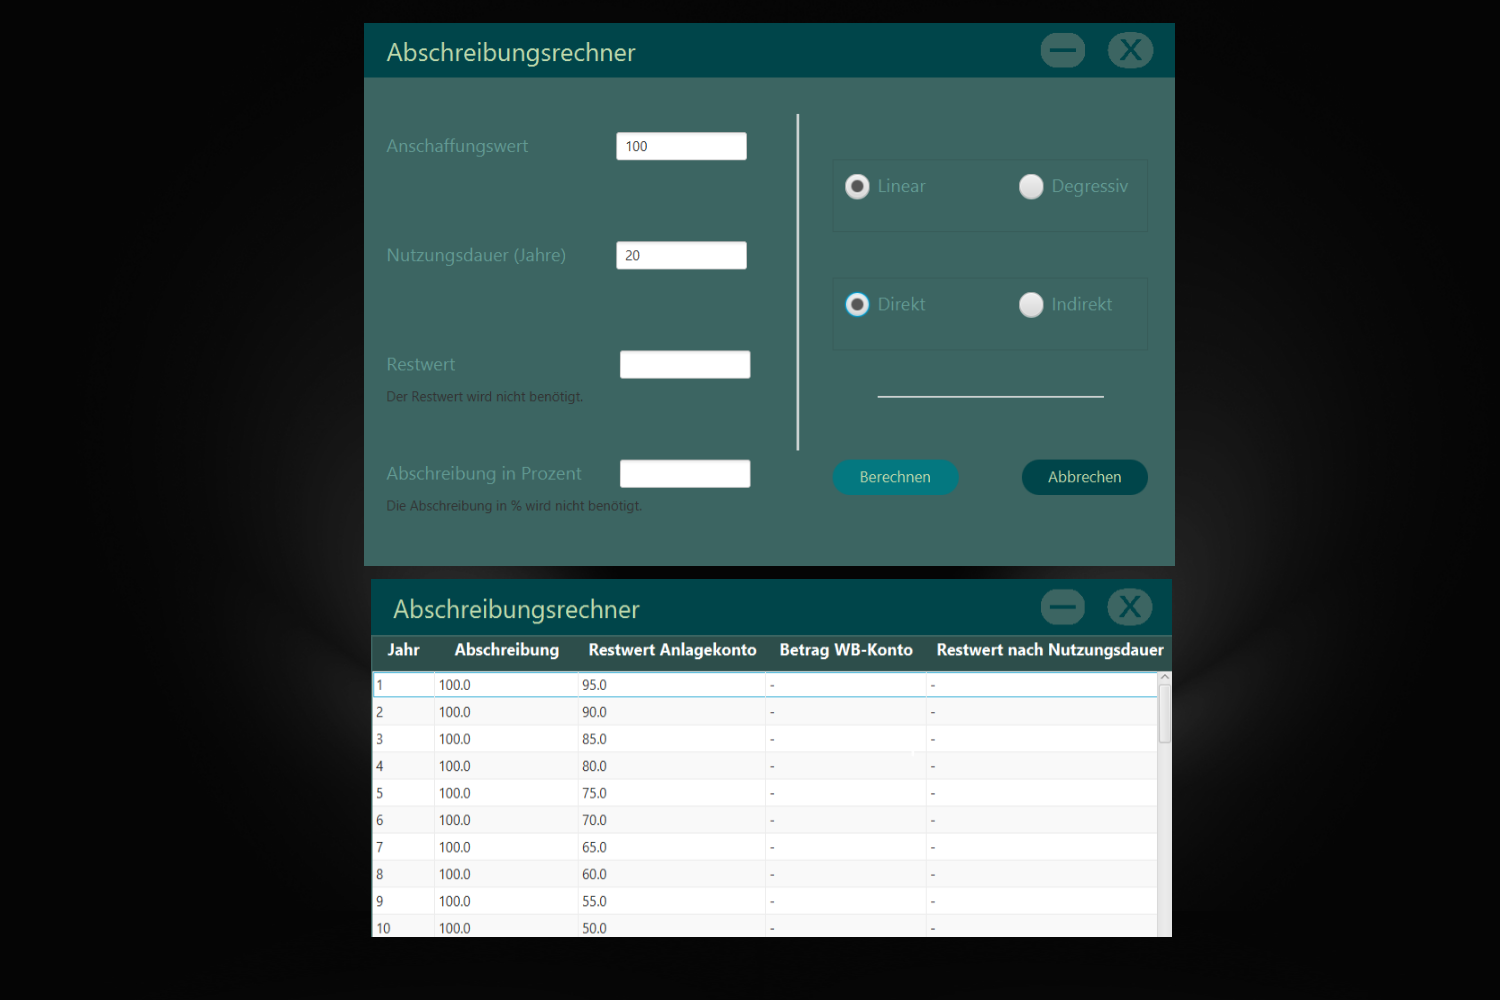 Abschreibungsrechner
Anschaffungswert 100
Linear Degressiv
Nutzungsdauer (Jahre) 20
Direkt Indirekt
Restwert
Der Restwert wird nicht benötigt.
Abschreibung in Prozent
Berechnen Abbrechen
Die Abschreibung in % wird nicht benötigt.
Abschreibungsrechner
Jahr Abschreibung Restwert Anlagekonto Betrag WB-Konto Restwert nach Nutzungsdauer
1 100.0 95.0 - -
2 100.0 90.0 - -
3 100.0 85.0 - -
4 100.0 80.0 - -
5 100.0 75.0 - -
6 100.0 70.0 - -
7 100.0 65.0 - -
8 100.0 60.0 - -
9 100.0 55.0 - -
10 100.0 50.0 - -